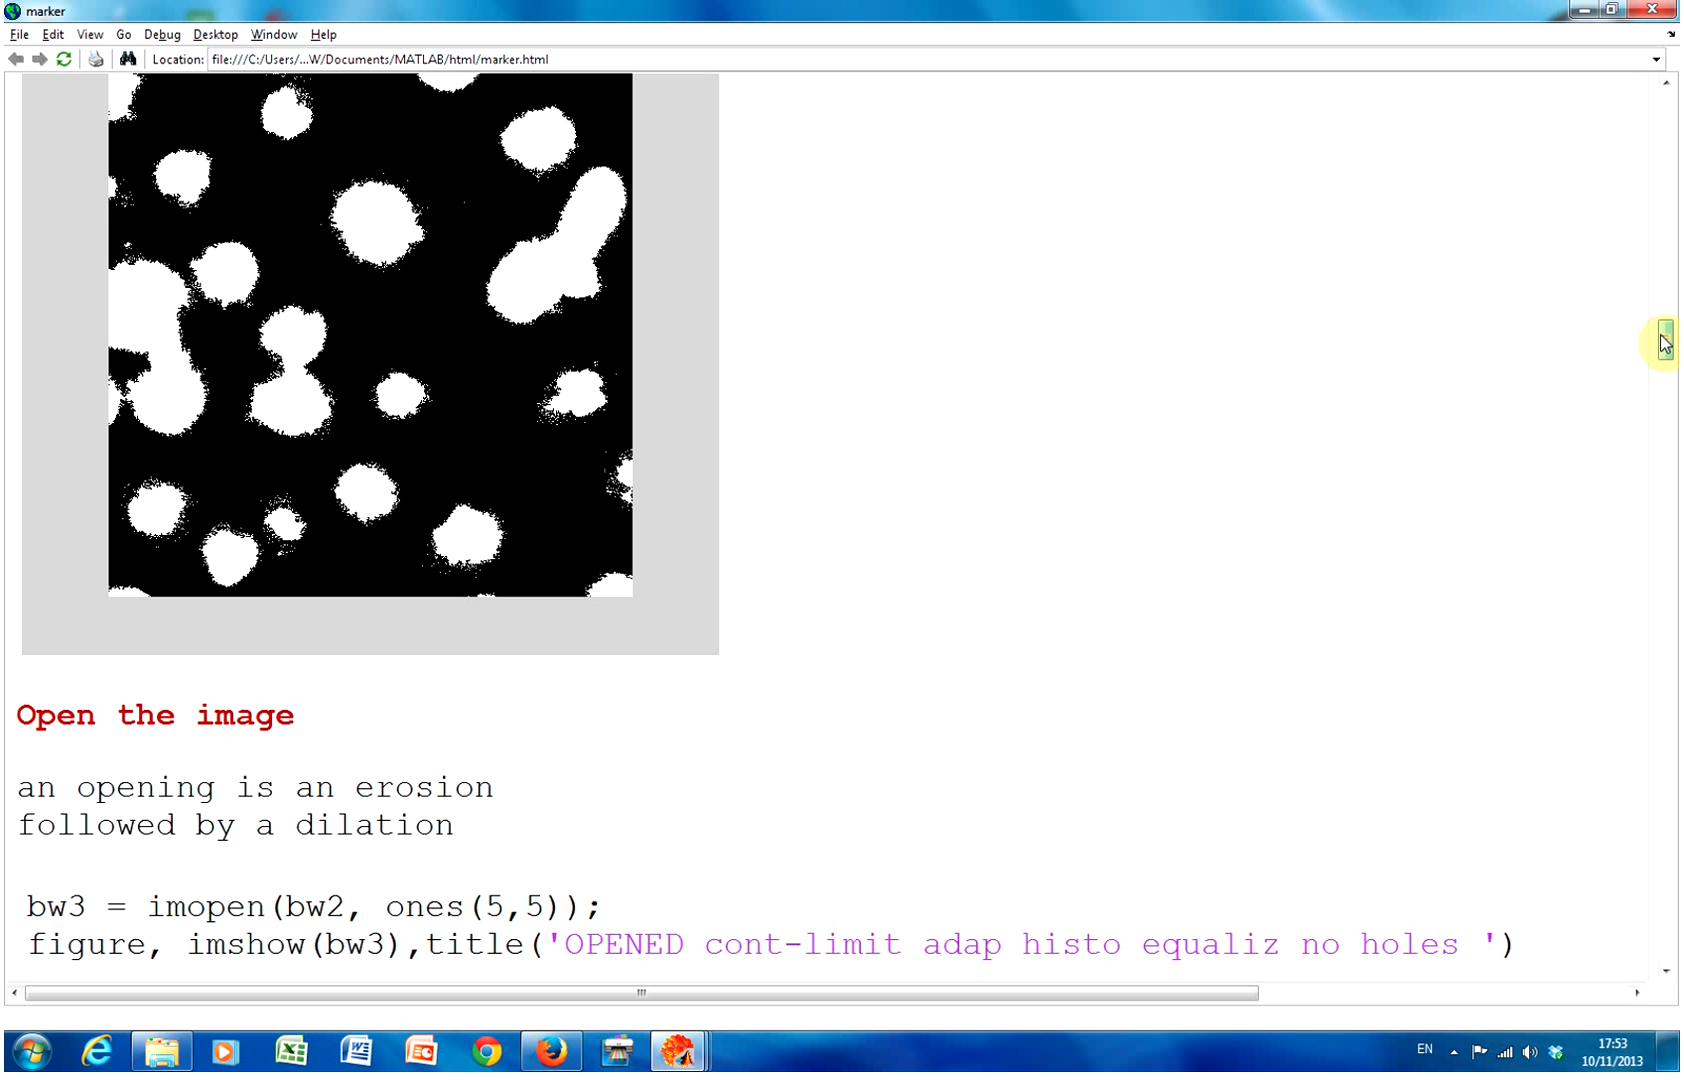 marker
File Edit View Go Debug Desktop Window Help
Location: file:///C:/Users/...W/Documents/MATLAB/html/marker.html
Open the image
an opening is an erosion
followed by a dilation
bw3 = imopen(bw2, ones(5,5));
figure, imshow(bw3),title('OPENED cont-limit adap histo equaliz no holes ')
EN
17:53
10/11/2013